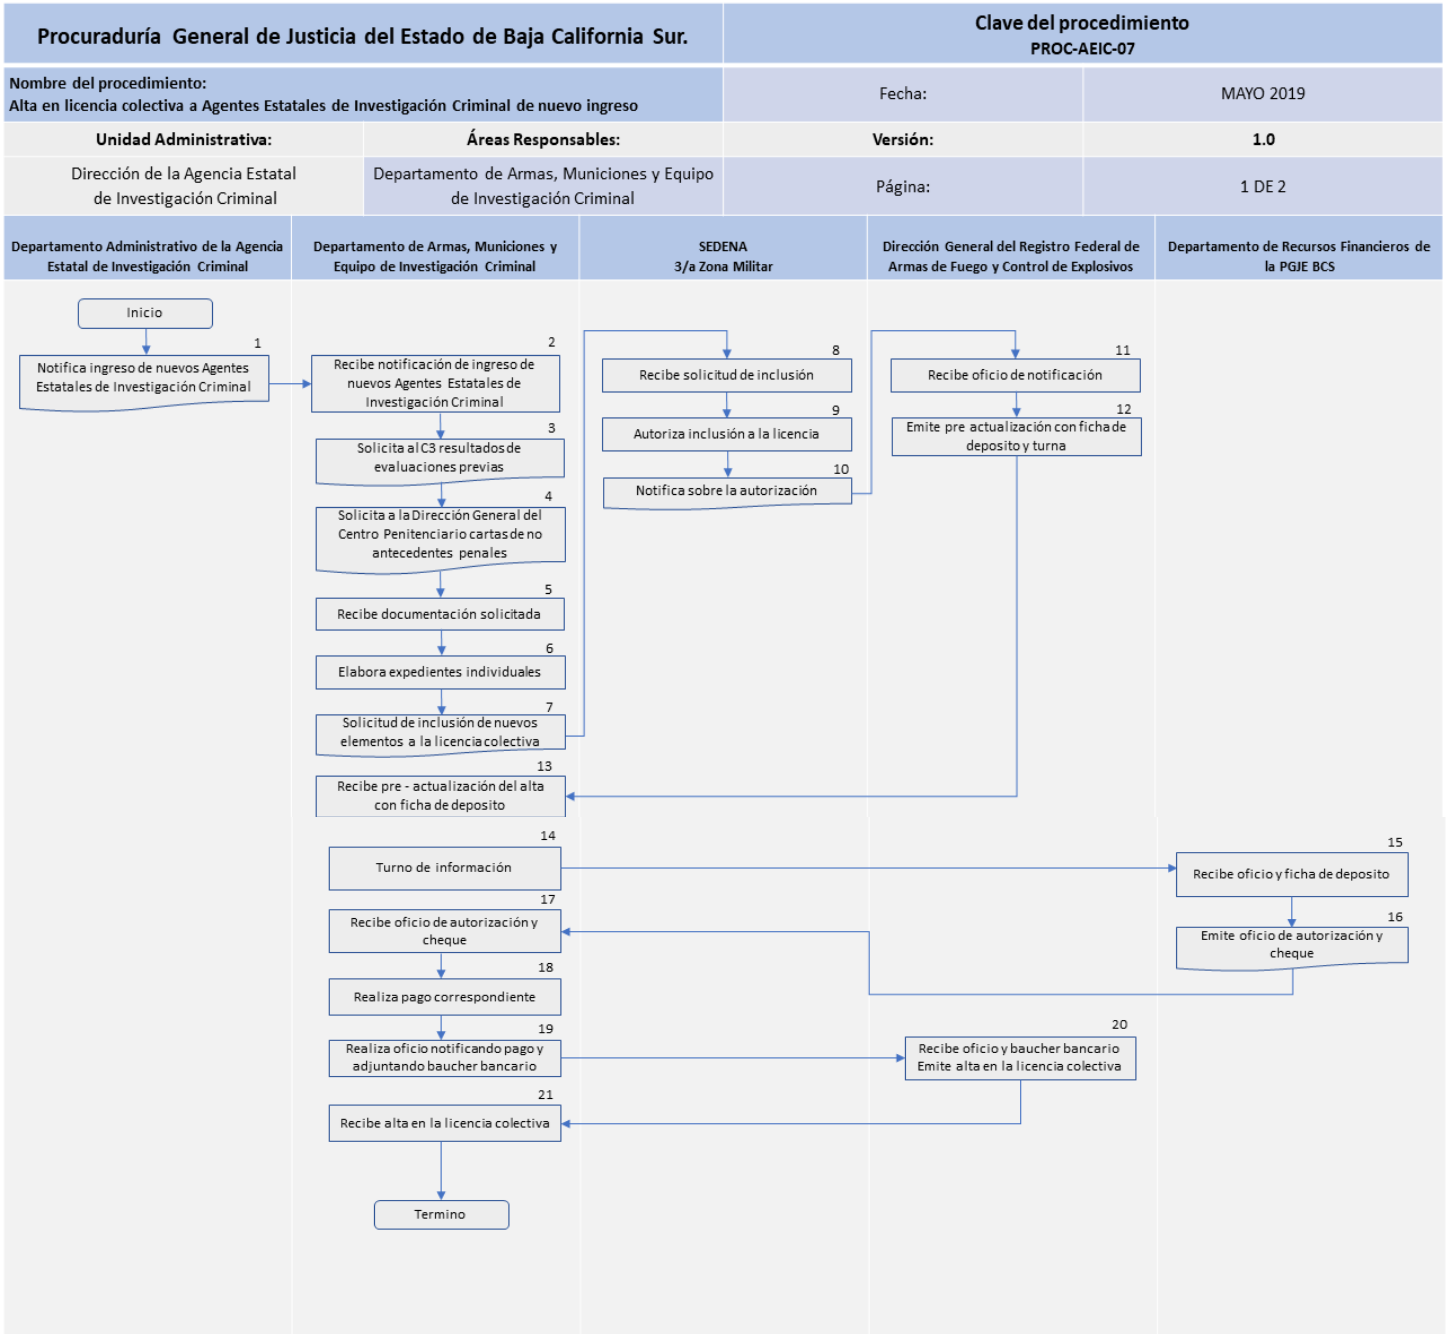 Procuraduría General de Justicia del Estado de Baja California Sur.
Clave del procedimiento
PROC-AEIC-07
Nombre del procedimiento:
Alta en licencia colectiva a Agentes Estatales de Investigación Criminal de nuevo ingreso
Fecha:
MAYO 2019
Unidad Administrativa:
Áreas Responsables:
Versión:
1.0
Dirección de la Agencia Estatal
de Investigación Criminal
Departamento de Armas, Municiones y Equipo
de Investigación Criminal
Página:
1 DE 2
Departamento Administrativo de la Agencia
Estatal de Investigación Criminal
Departamento de Armas, Municiones y
Equipo de Investigación Criminal
SEDENA
3/a Zona Militar
Dirección General del Registro Federal de
Armas de Fuego y Control de Explosivos
Departamento de Recursos Financieros de
la PGJE BCS
Inicio
1
Notifica ingreso de nuevos Agentes
Estatales de Investigación Criminal
2
Recibe notificación de ingreso de
nuevos Agentes Estatales de
Investigación Criminal
3
Solicita al C3 resultados de
evaluaciones previas
4
Solicita a la Dirección General del
Centro Penitenciario cartas de no
antecedentes penales
5
Recibe documentación solicitada
6
Elabora expedientes individuales
7
Solicitud de inclusión de nuevos
elementos a la licencia colectiva
8
Recibe solicitud de inclusión
9
Autoriza inclusión a la licencia
10
Notifica sobre la autorización
11
Recibe oficio de notificación
12
Emite pre actualización con ficha de
deposito y turna
13
Recibe pre - actualización del alta
con ficha de deposito
14
Turno de información
15
Recibe oficio y ficha de deposito
16
Emite oficio de autorización y
cheque
17
Recibe oficio de autorización y
cheque
18
Realiza pago correspondiente
19
Realiza oficio notificando pago y
adjuntando baucher bancario
20
Recibe oficio y baucher bancario
Emite alta en la licencia colectiva
21
Recibe alta en la licencia colectiva
Termino